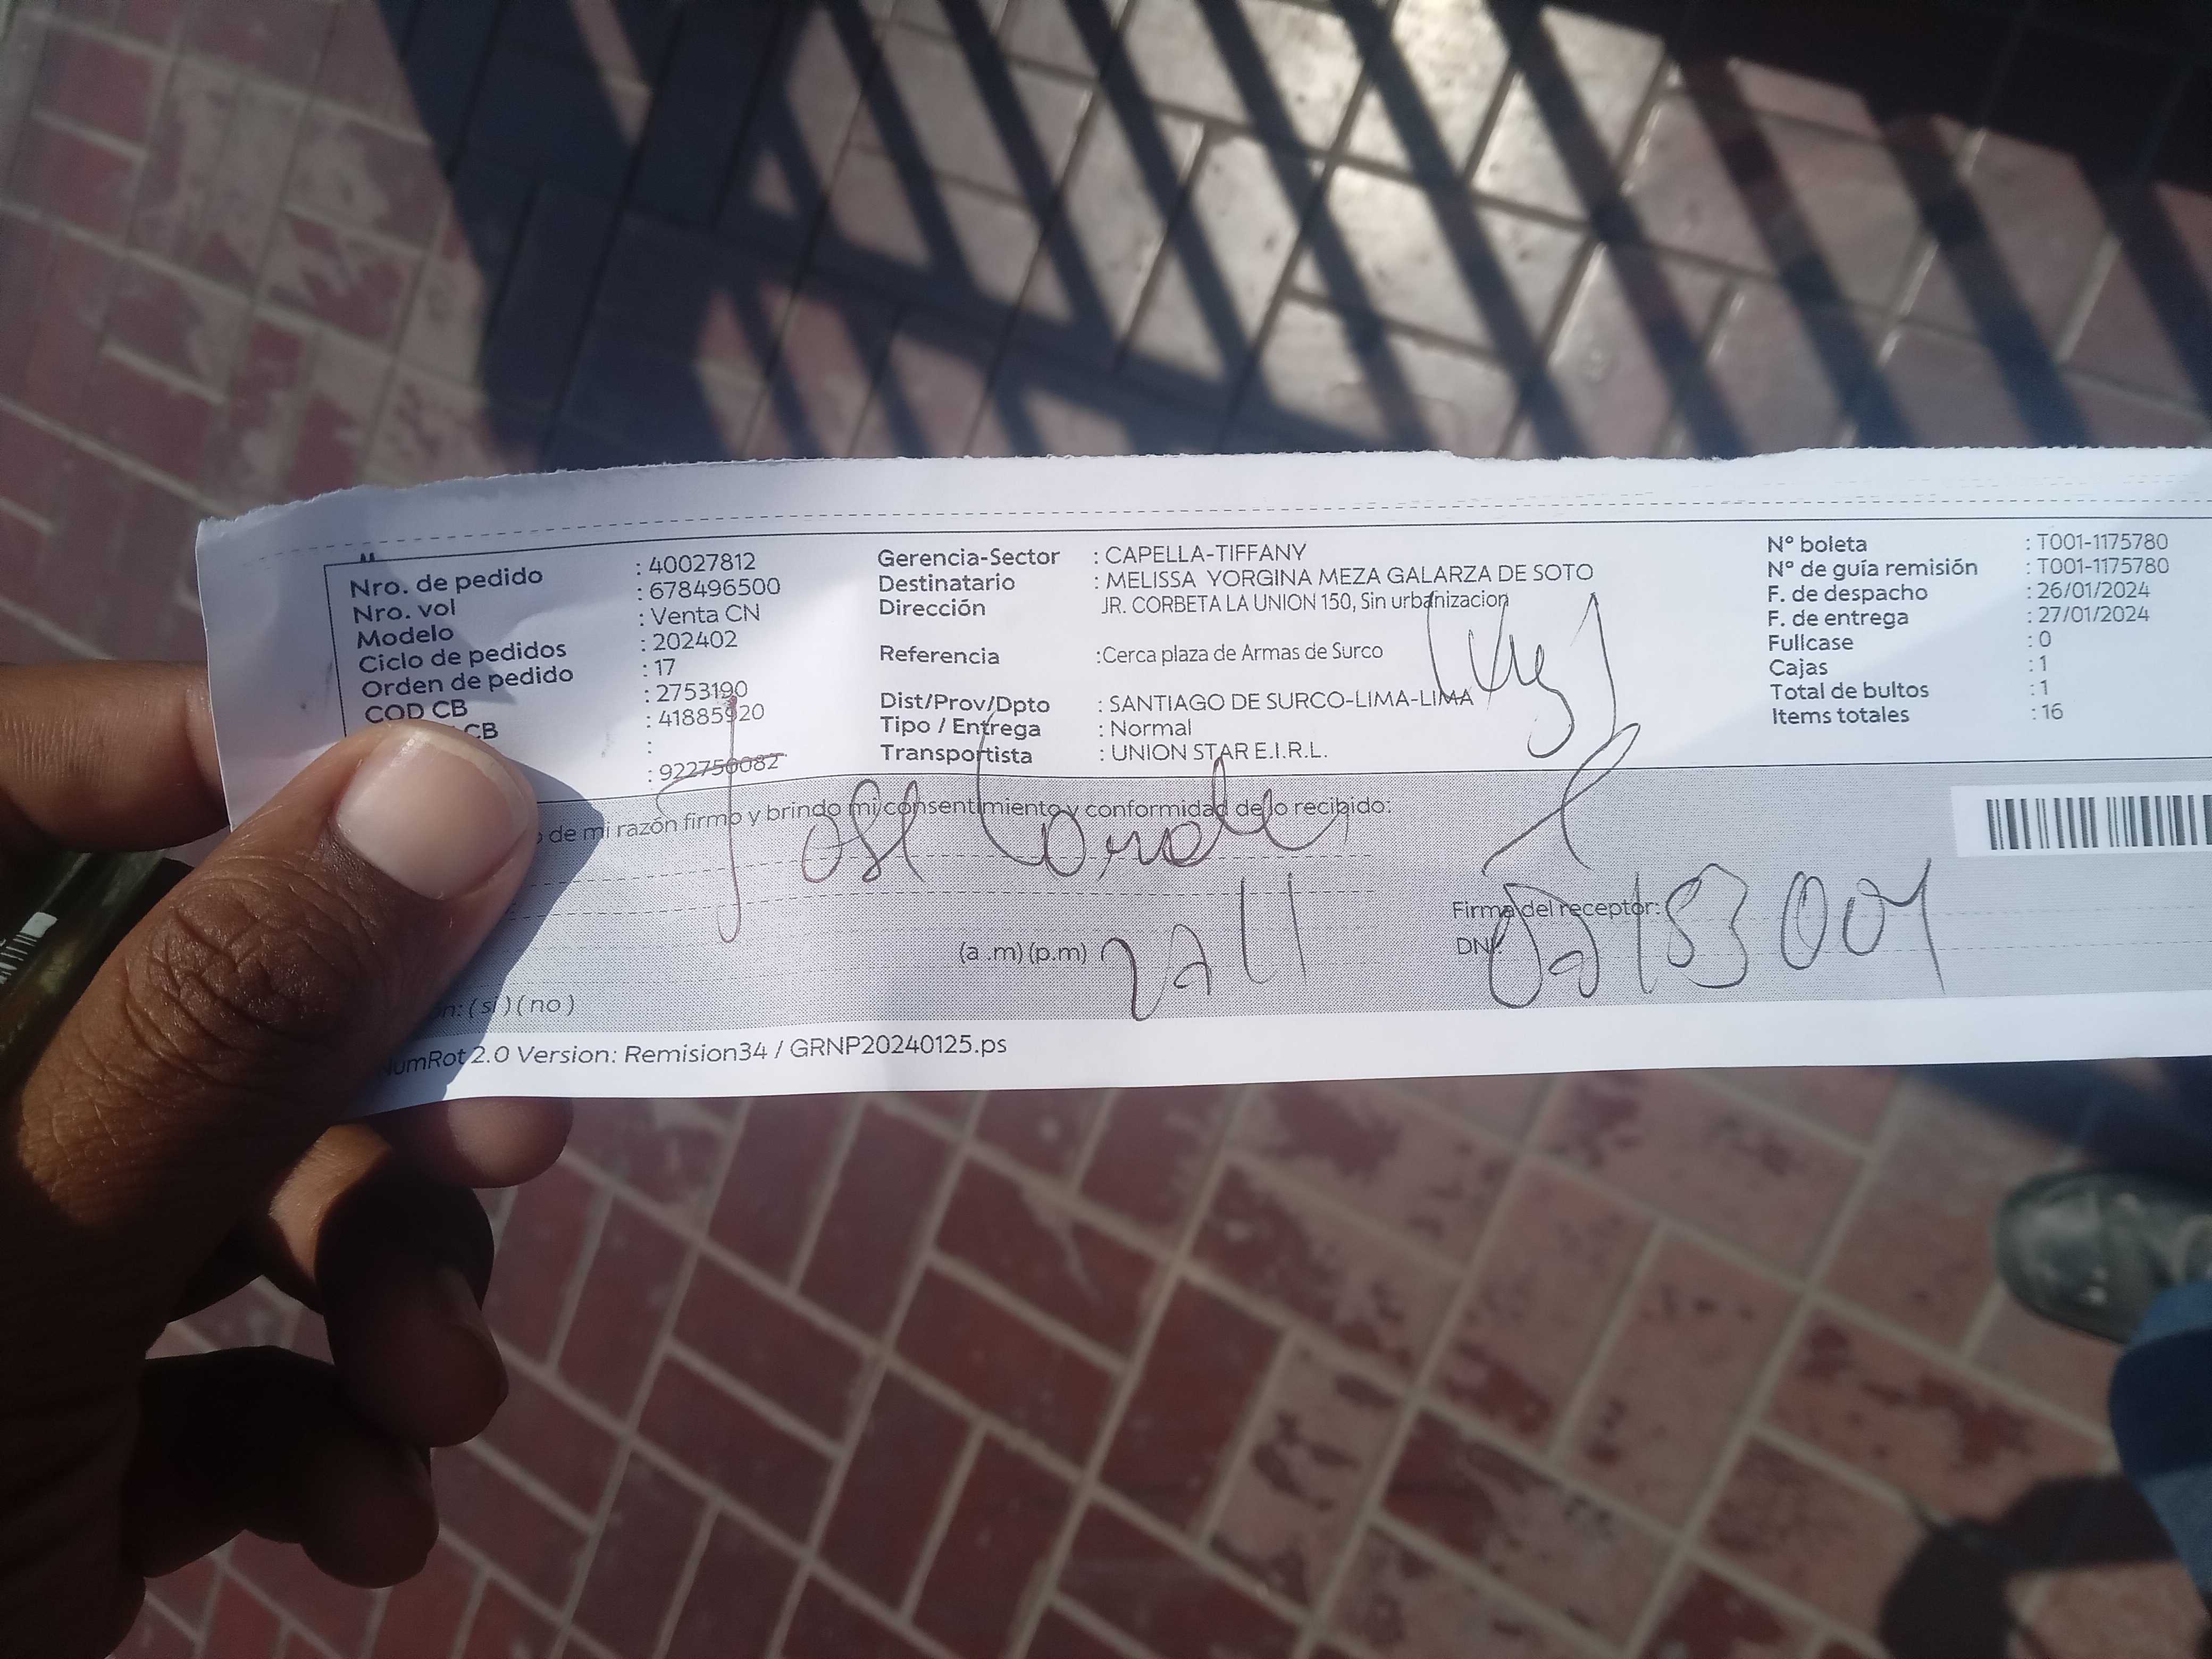 Nro. de pedido : 40027812
Nro. vol : 678496500
Modelo : Venta CN
Ciclo de pedidos : 202402
Orden de pedido : 17
COD CB : 2753190
CB : 41885920
:
: 922750082
Gerencia-Sector : CAPELLA-TIFFANY
Destinatario : MELISSA YORGINA MEZA GALARZA DE SOTO
Dirección JR. CORBETA LA UNION 150, Sin urbanizacion
Referencia :Cerca plaza de Armas de Surco
Dist/Prov/Dpto : SANTIAGO DE SURCO-LIMA-LIMA
Tipo / Entrega : Normal
Transportista : UNION STAR E.I.R.L.
N° boleta : T001-1175780
N° de guía remisión : T001-1175780
F. de despacho : 26/01/2024
F. de entrega : 27/01/2024
Fullcase : 0
Cajas : 1
Total de bultos : 1
Items totales : 16
de mi razón firmo y brindo mi consentimiento y conformidad de lo recibido:
Jose
Firma del receptor:
(a .m) (p.m)
DNI:
( si ) ( no )
umRot 2.0 Version: Remision34 / GRNP20240125.ps